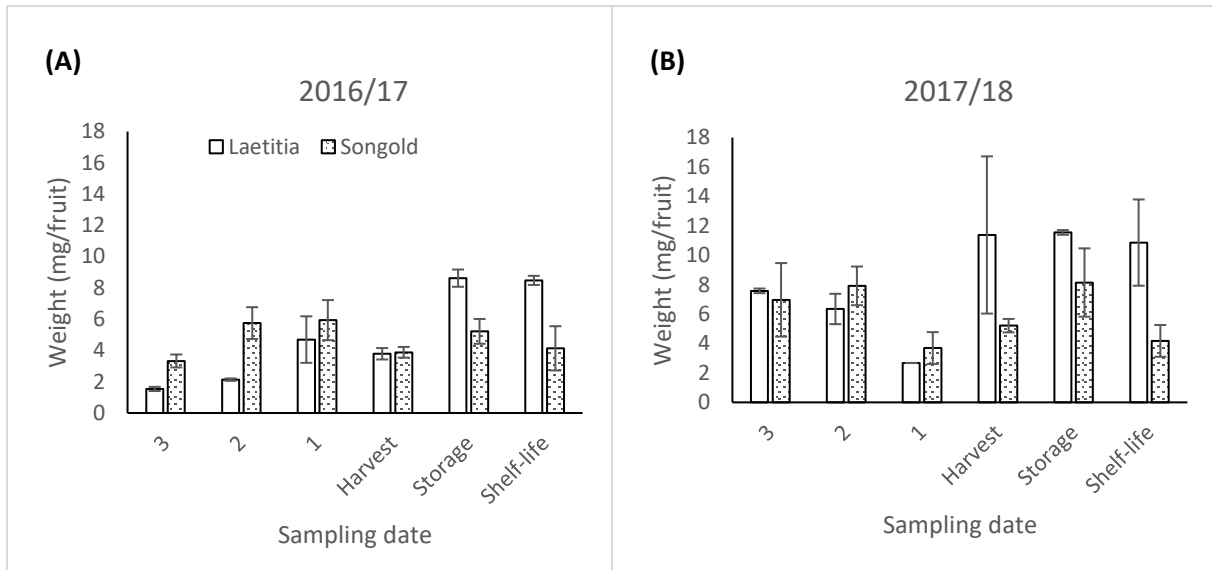 (A)
2016/17
Laetitia Songold
18
16
14
12
10
8
6
4
2
0
Weight (mg/fruit)
3 2 1 Harvest Storage Shelf-life
Sampling date
(B)
2017/18
18
16
14
12
10
8
6
4
2
0
Weight (mg/fruit)
3 2 1 Harvest Storage Shelf-life
Sampling date